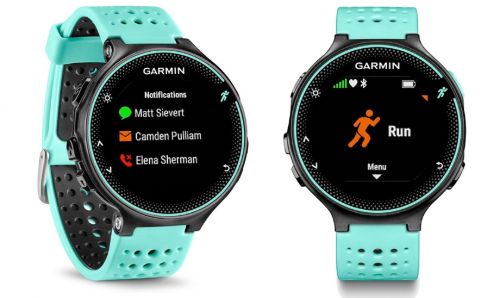 GARMIN
Notifications
Matt Sievert
Camden Pulliam
Elena Sherman
GARMIN
Run
Menu